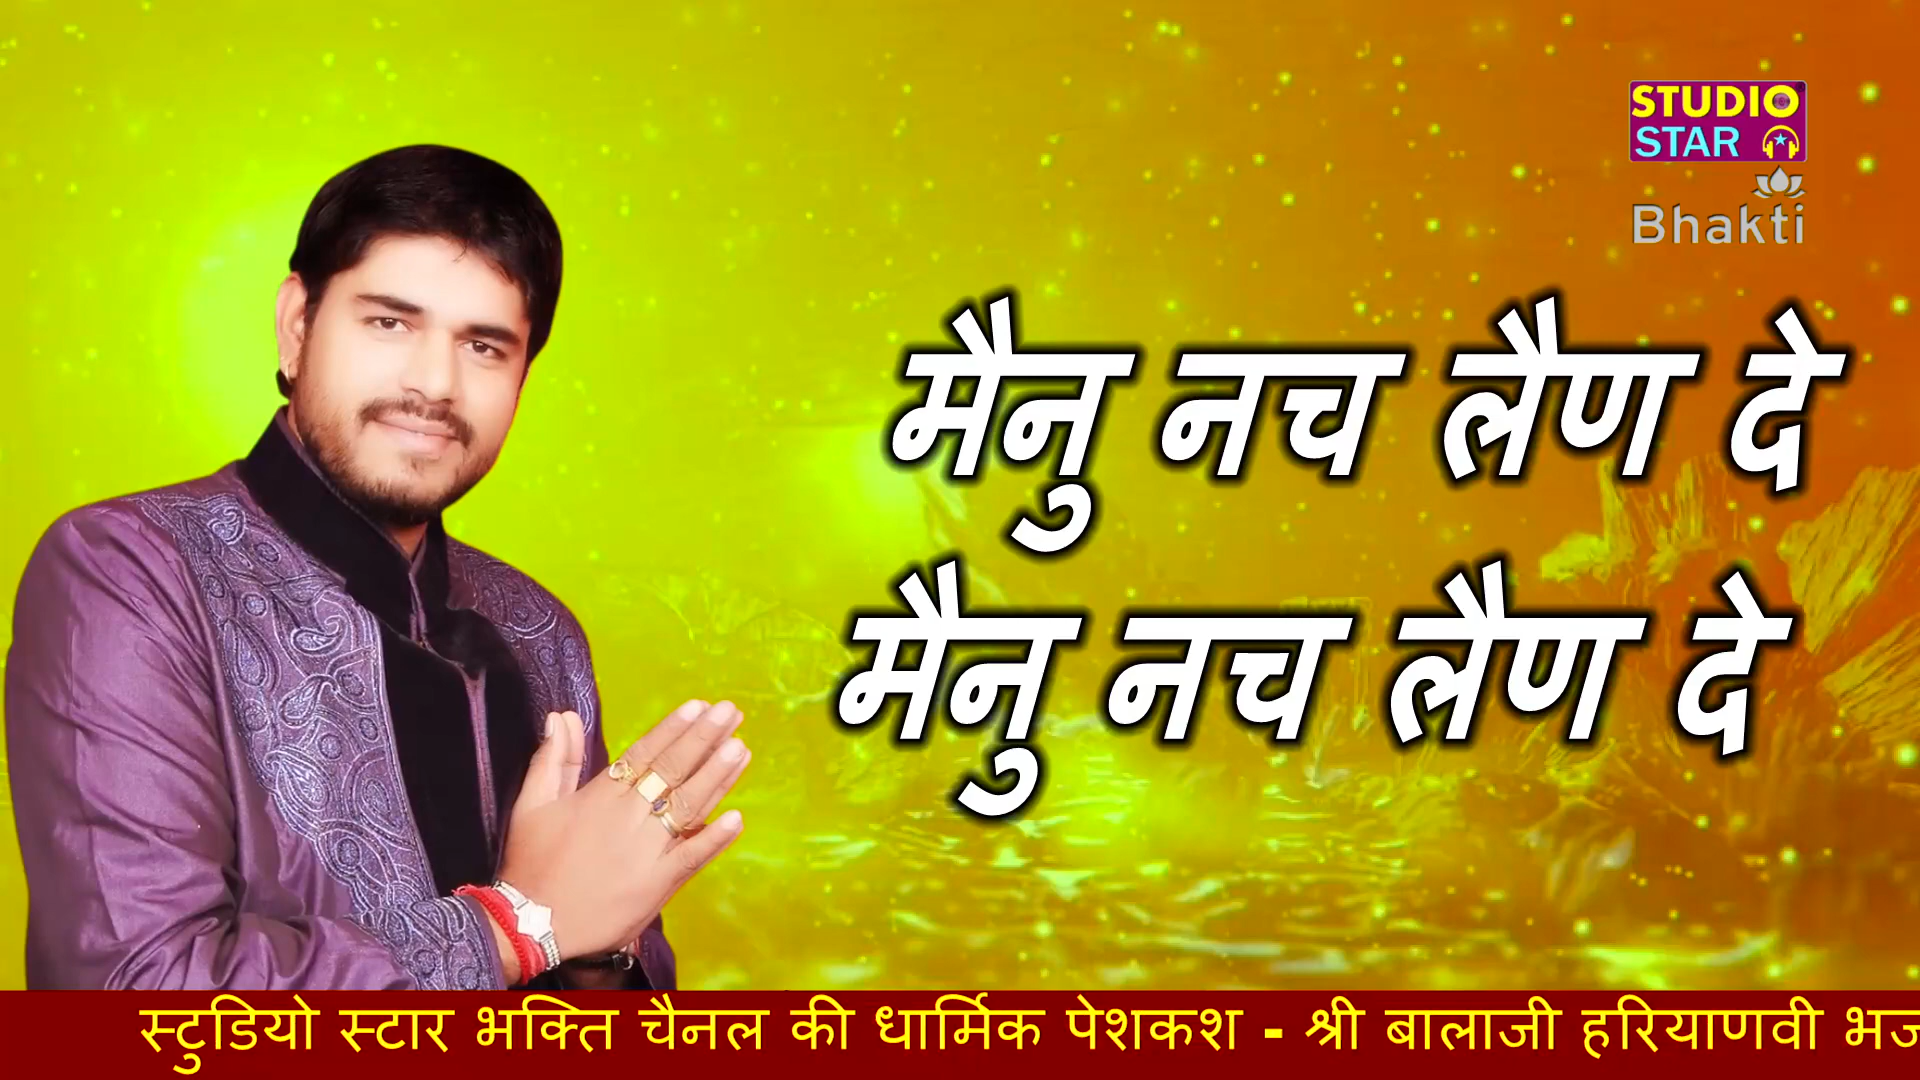 STUDIO
STAR
Bhakti
मैनु नच लैण दे
मैनु नच लैण दे
स्टुडियो स्टार भक्ति चैनल की धार्मिक पेशकश - श्री बालाजी हरियाणवी